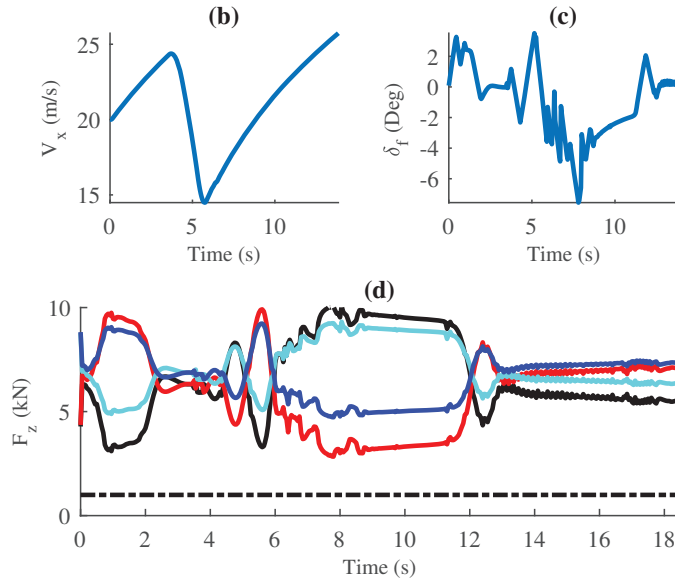 (b)
25
20
15
V_x (m/s)
0 5 10
Time (s)
(c)
2
0
-2
-4
-6
δ_f (Deg)
0 5 10
Time (s)
(d)
10
5
0
F_z (kN)
0 2 4 6 8 10 12 14 16 18
Time (s)